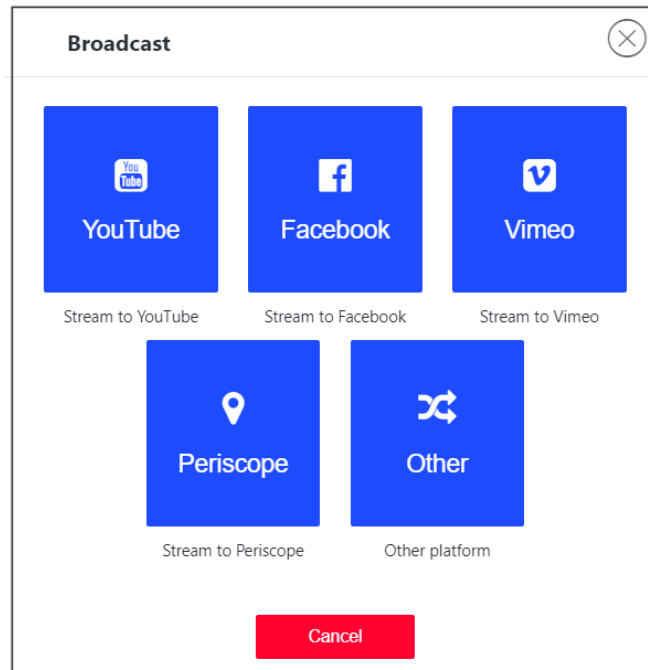 Broadcast
You
Tube
YouTube
Facebook
Vimeo
Stream to YouTube
Stream to Facebook
Stream to Vimeo
Periscope
Other
Stream to Periscope
Other platform
Cancel